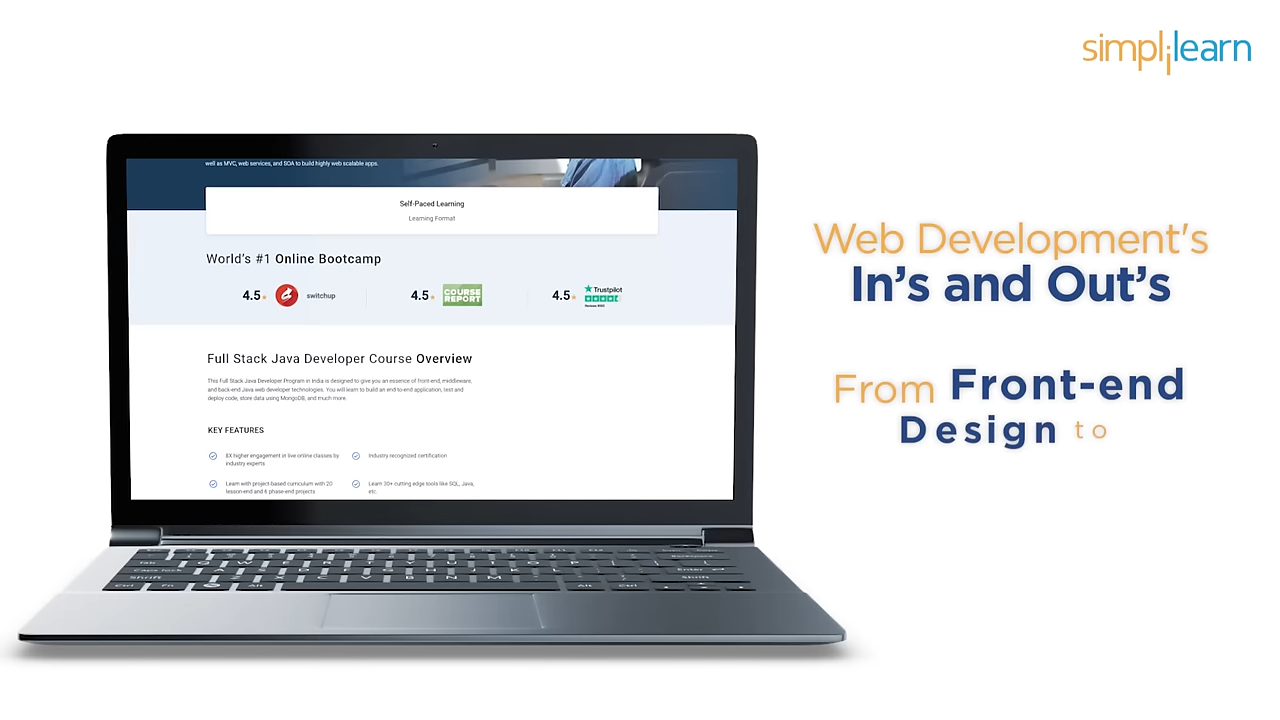 simplilearn
well as MVC, web services, and SOA to build highly web scalable apps.
Self-Paced Learning
Learning Format
World's #1 Online Bootcamp
4.5 switchup
4.5 COURSE REPORT
4.5 Trustpilot
Full Stack Java Developer Course Overview
This Full Stack Java Developer Program in India is designed to give you an essence of front-end, middleware,
and back-end Java web developer technologies. You will learn to build an end-to-end application, test and
deploy code, store data using MongoDB, and much more.
KEY FEATURES
8X higher engagement in live online classes by
industry experts
Industry recognized certification
Learn with project-based curriculum with 20
lesson-end and 6 phase-end projects
Learn 30+ cutting edge tools like SQL, Java,
etc.
Web Development's
In's and Out's
From Front-end
Design to